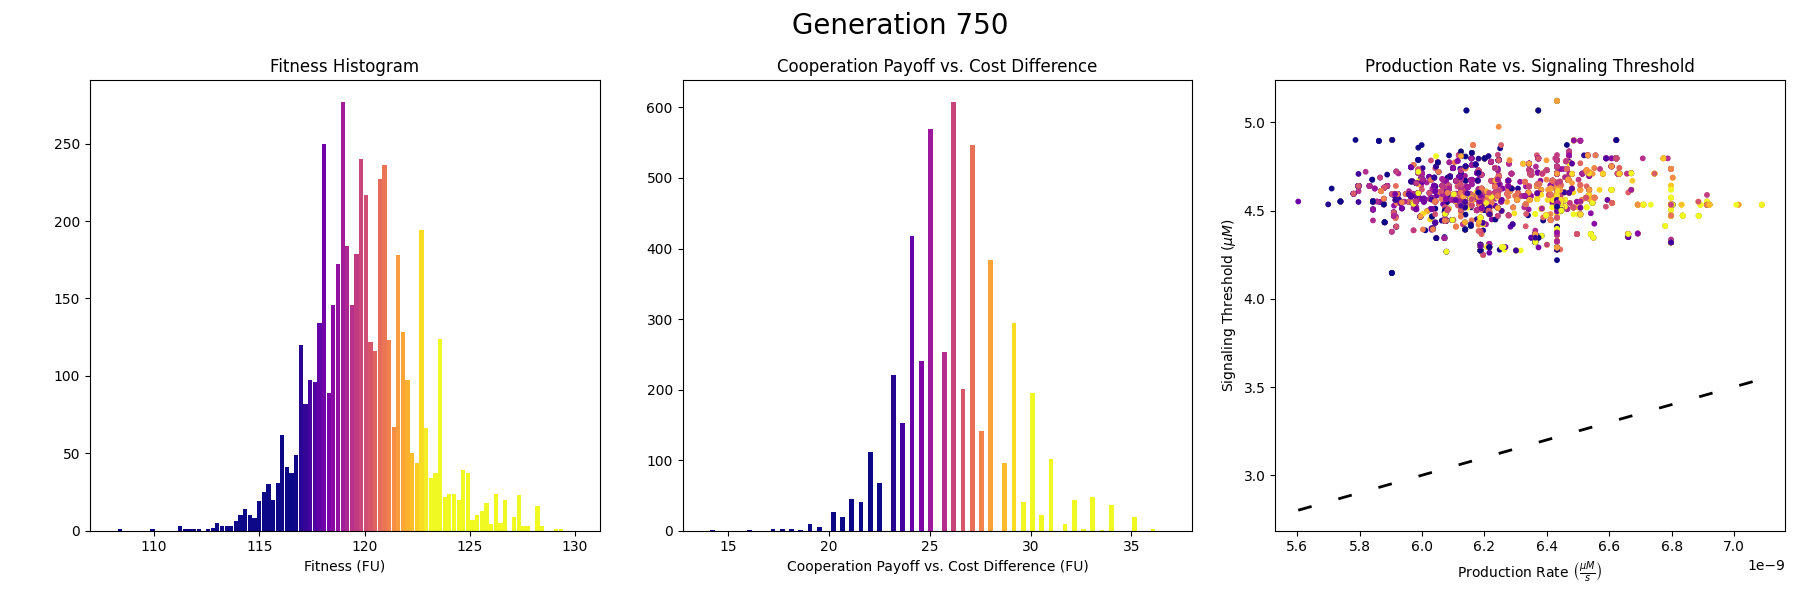 Generation 750
Fitness Histogram
250
200
150
100
50
0
110 115 120 125 130
Fitness (FU)
Cooperation Payoff vs. Cost Difference
600
500
400
300
200
100
0
15 20 25 30 35
Cooperation Payoff vs. Cost Difference (FU)
Production Rate vs. Signaling Threshold
Signaling Threshold (μM)
5.0
4.5
4.0
3.5
3.0
5.6 5.8 6.0 6.2 6.4 6.6 6.8 7.0
1e−9
Production Rate (μM/s)